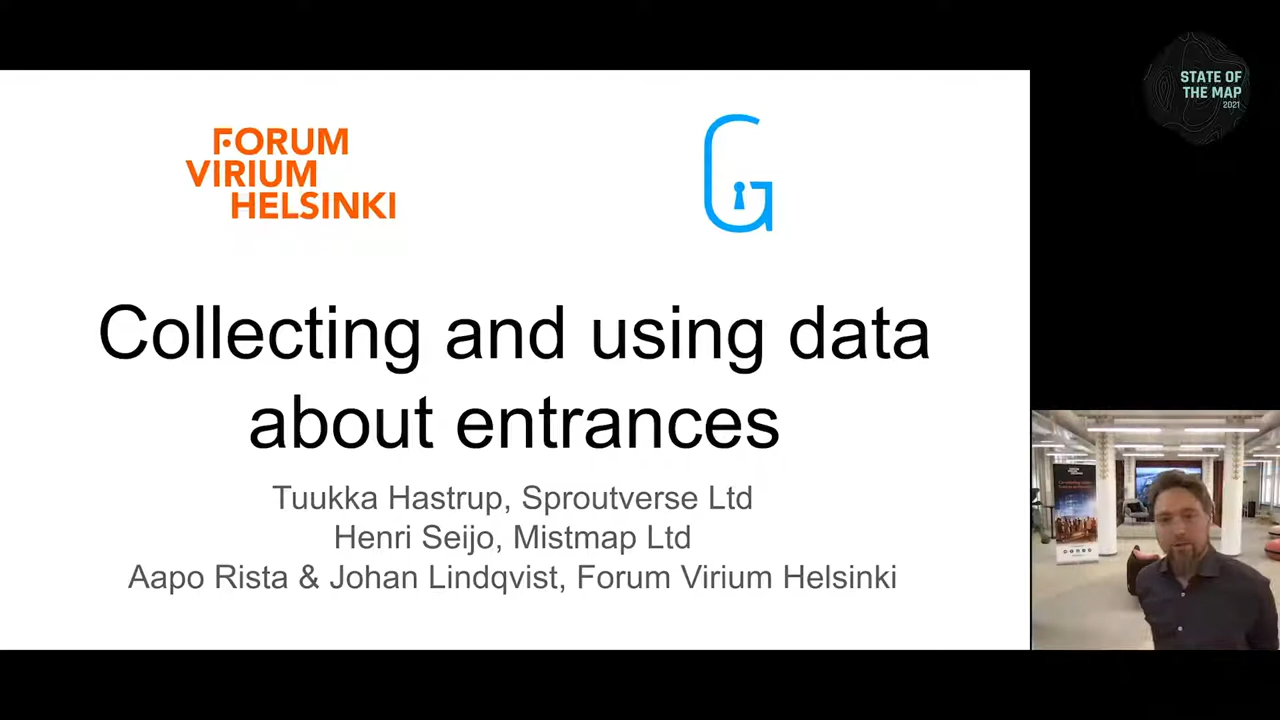 STATE OF
THE MAP
2021
FORUM
VIRIUM
HELSINKI
G
Collecting and using data
about entrances
Tuukka Hastrup, Sproutverse Ltd
Henri Seijo, Mistmap Ltd
Aapo Rista & Johan Lindqvist, Forum Virium Helsinki